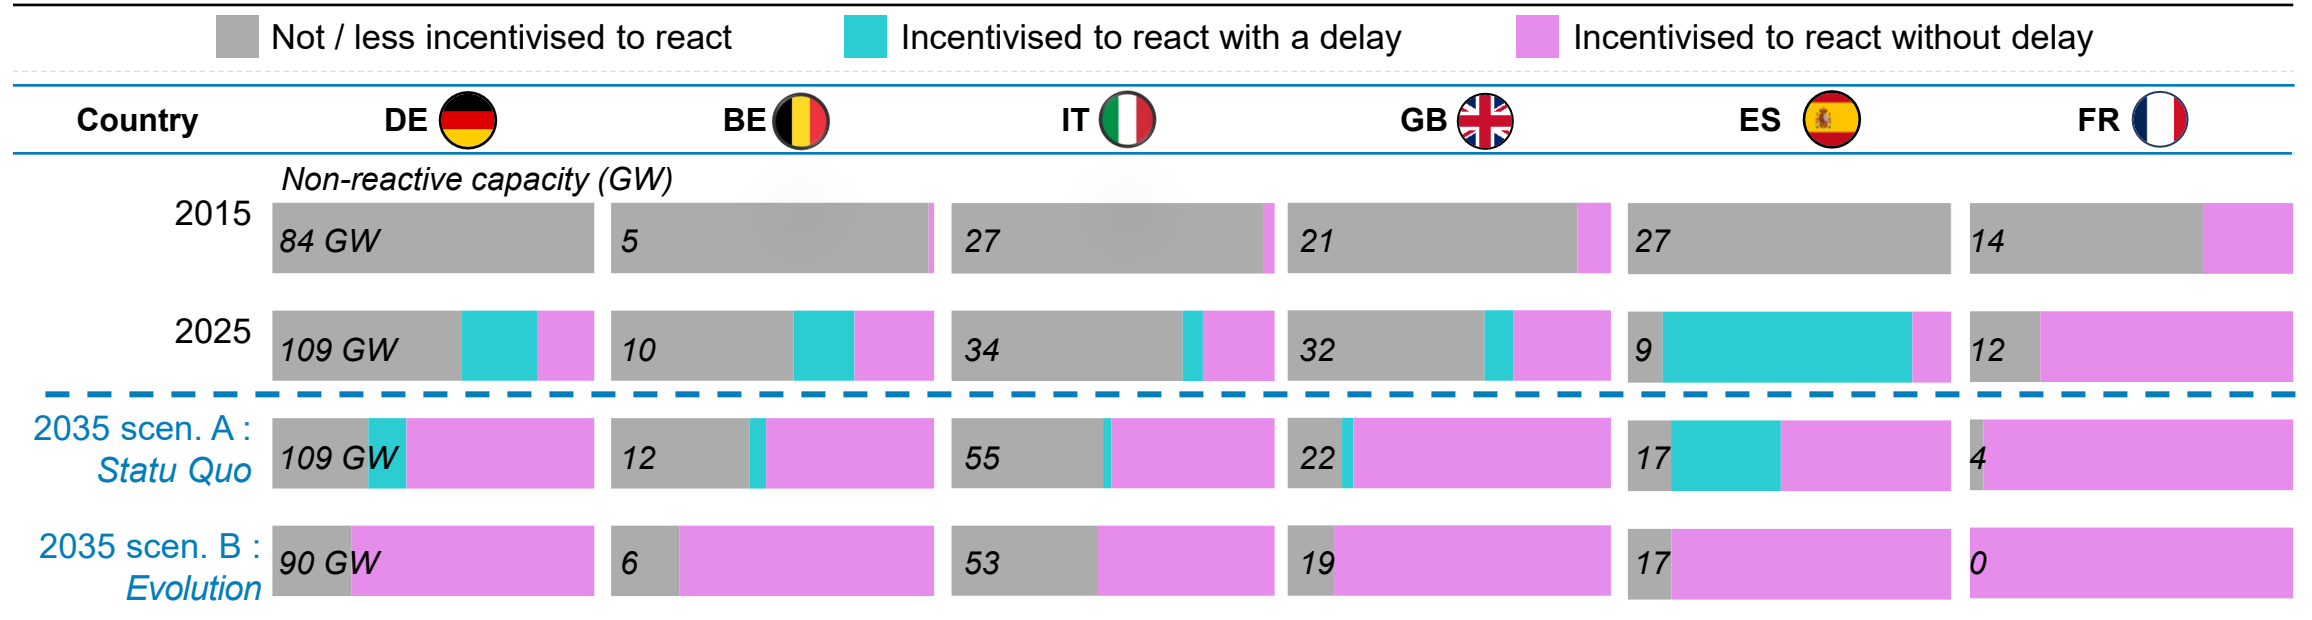 Not / less incentivised to react
Incentivised to react with a delay
Incentivised to react without delay
Country DE BE IT GB ES FR
Non-reactive capacity (GW)
2015
84 GW 5 27 21 27 14
2025
109 GW 10 34 32 9 12
2035 scen. A :
Statu Quo
109 GW 12 55 22 17 4
2035 scen. B :
Evolution
90 GW 6 53 19 17 0